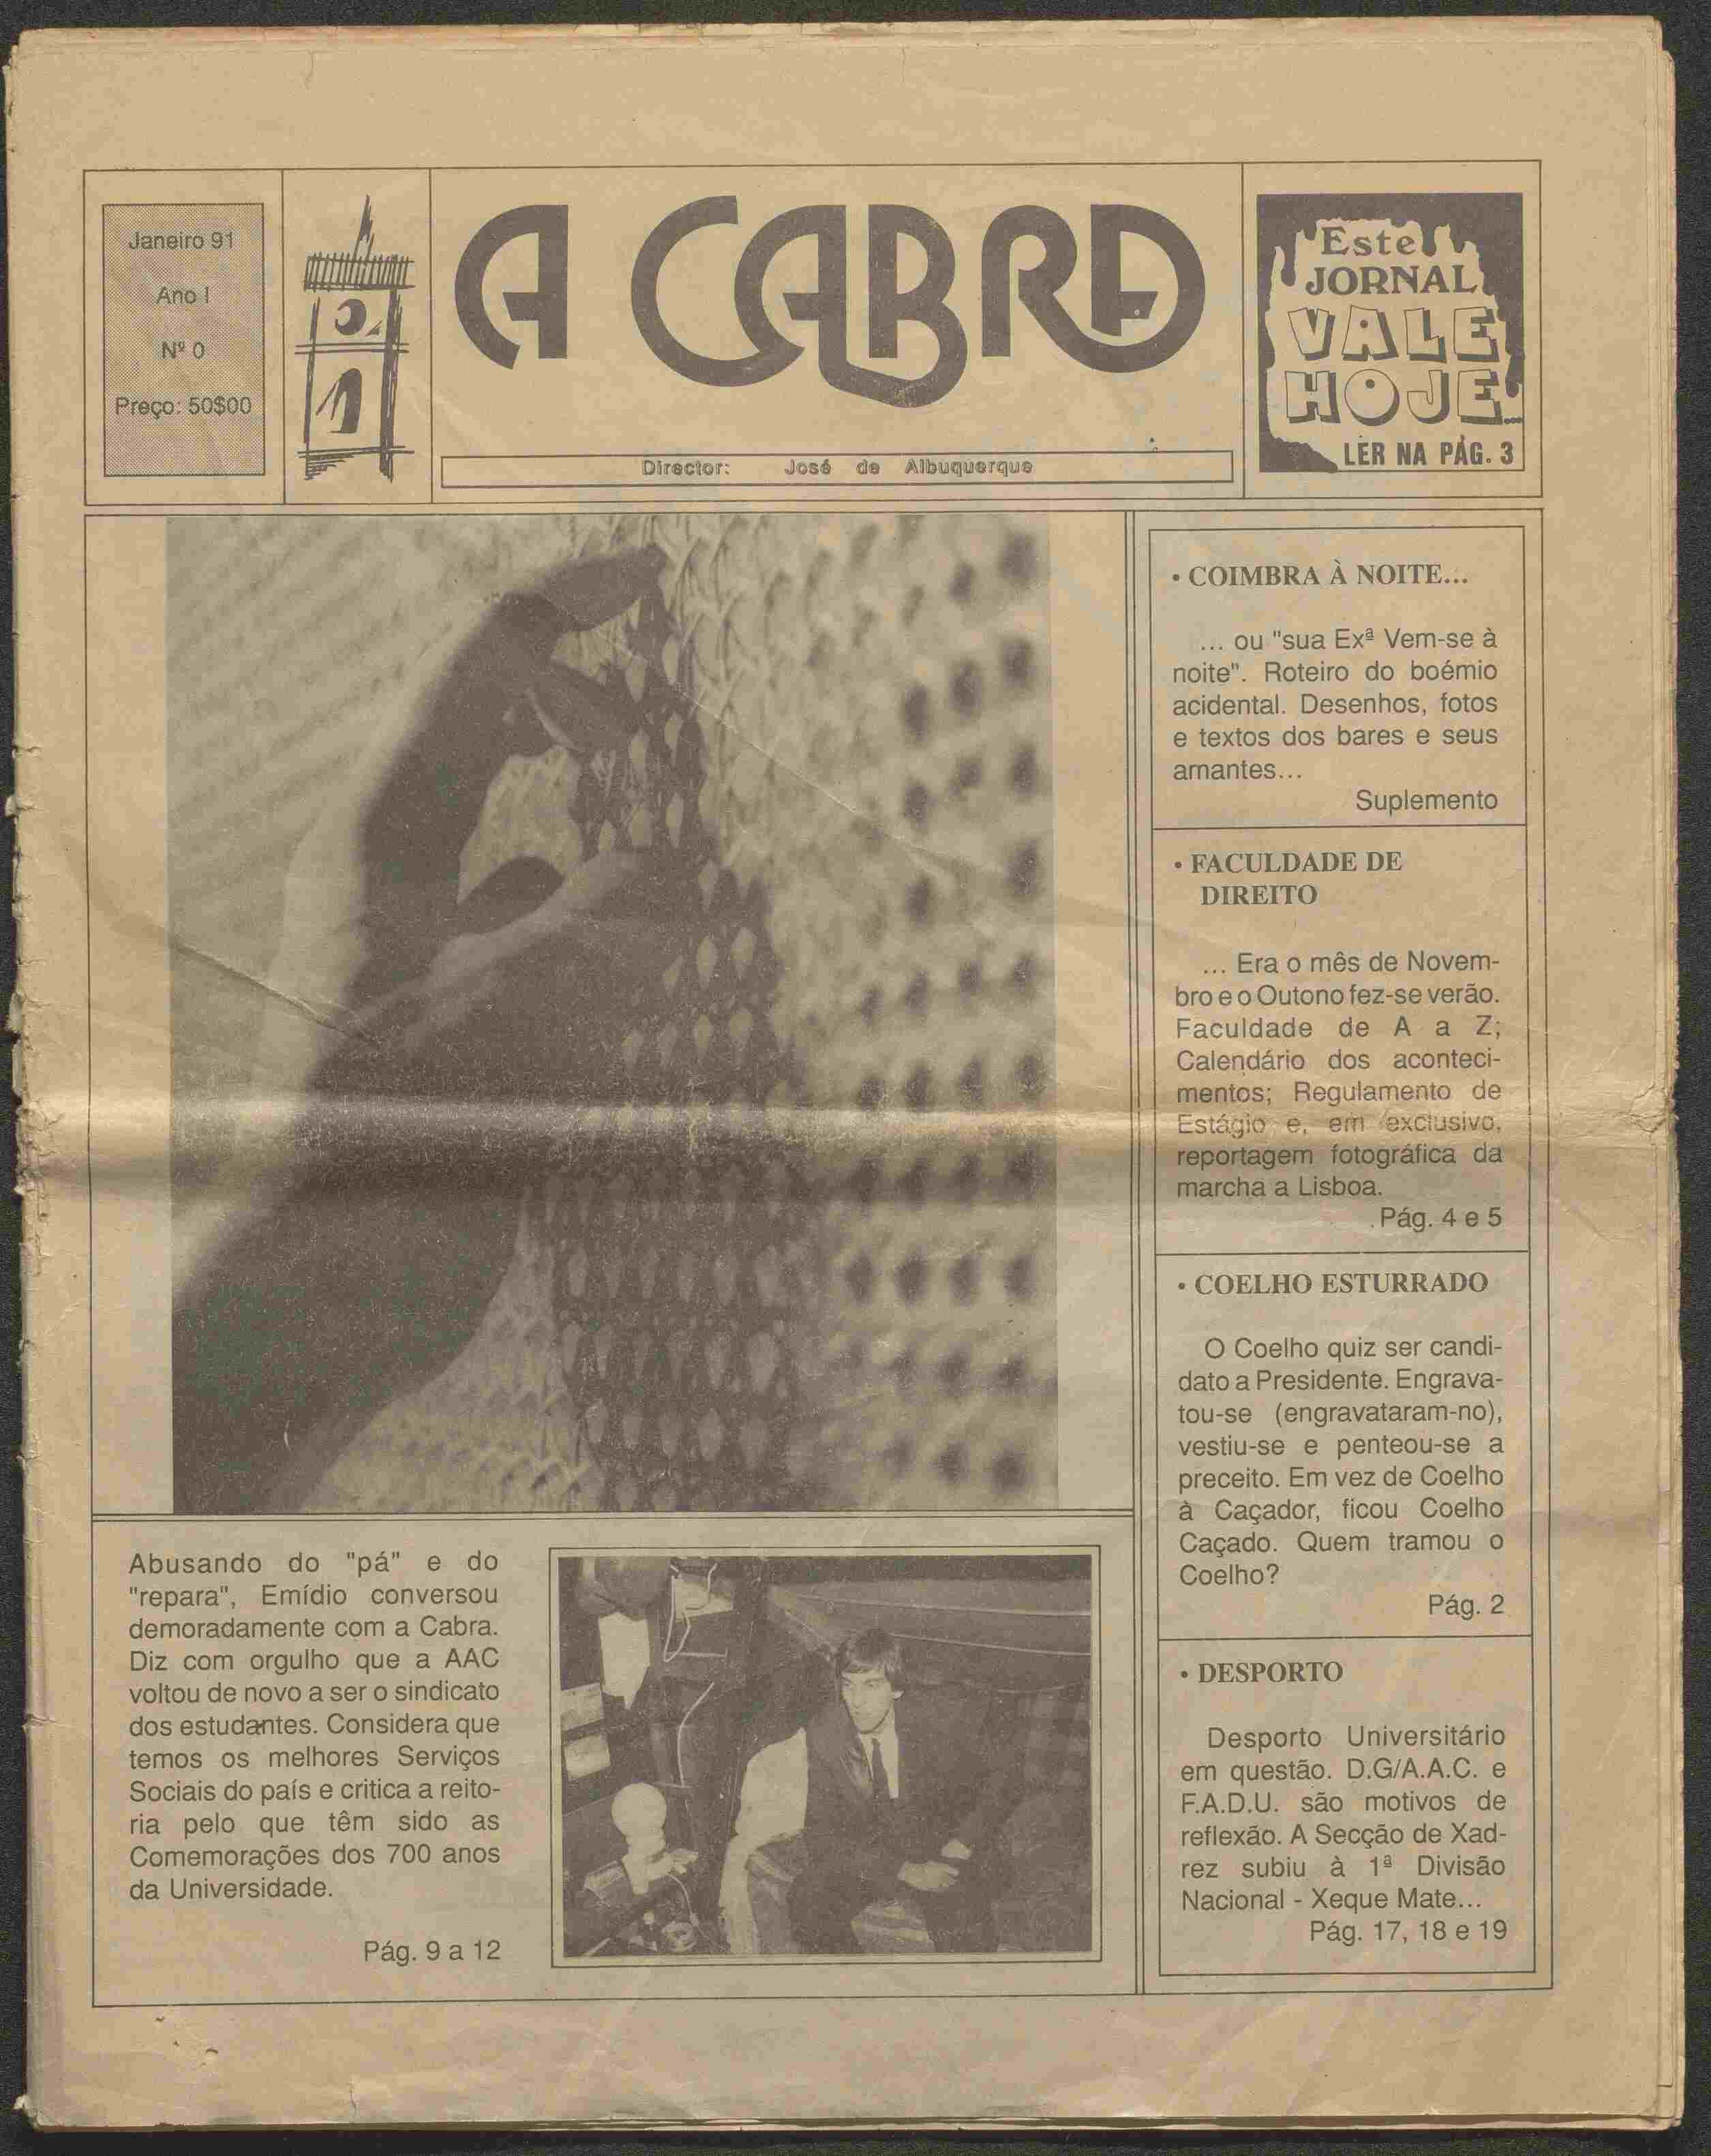 Janeiro 91
Ano I
Nº 0
Preço: 50$00
A CABRA
Director: José de Albuquerque
Este
JORNAL
VALE
HOJE...
LER NA PÁG. 3
• COIMBRA À NOITE...
... ou "sua Exª Vem-se à
noite". Roteiro do boémio
acidental. Desenhos, fotos
e textos dos bares e seus
amantes...
Suplemento
• FACULDADE DE
DIREITO
... Era o mês de Novem-
bro e o Outono fez-se verão.
Faculdade de A a Z;
Calendário dos aconteci-
mentos; Regulamento de
Estágio e, em exclusivo,
reportagem fotográfica da
marcha a Lisboa.
Pág. 4 e 5
• COELHO ESTURRADO
O Coelho quiz ser candi-
dato a Presidente. Engrava-
tou-se (engravataram-no),
vestiu-se e penteou-se a
preceito. Em vez de Coelho
à Caçador, ficou Coelho
Caçado. Quem tramou o
Coelho?
Pág. 2
• DESPORTO
Desporto Universitário
em questão. D.G/A.A.C. e
F.A.D.U. são motivos de
reflexão. A Secção de Xad-
rez subiu à 1ª Divisão
Nacional - Xeque Mate...
Pág. 17, 18 e 19
Abusando do "pá" e do
"repara", Emídio conversou
demoradamente com a Cabra.
Diz com orgulho que a AAC
voltou de novo a ser o sindicato
dos estudantes. Considera que
temos os melhores Serviços
Sociais do país e critica a reito-
ria pelo que têm sido as
Comemorações dos 700 anos
da Universidade.
Pág. 9 a 12